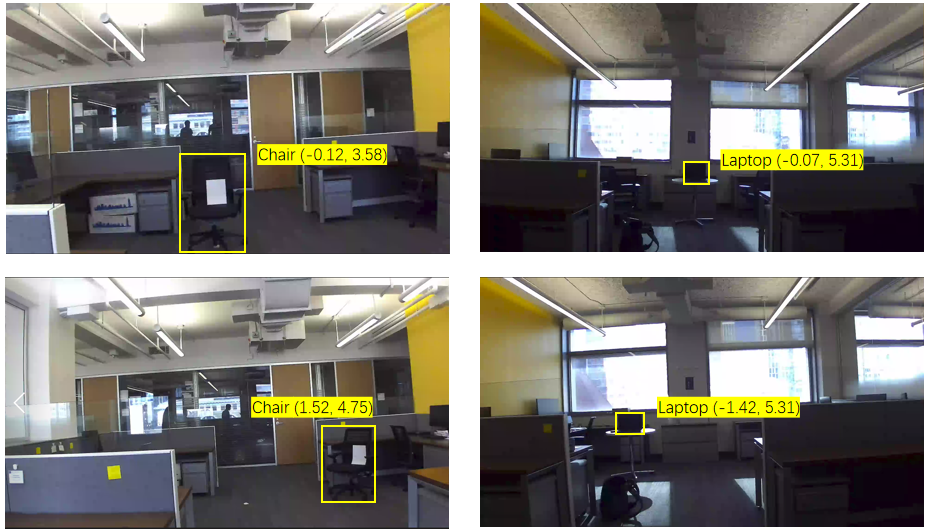 Chair (−0.12, 3.58)
Laptop (−0.07, 5.31)
Chair (1.52, 4.75)
Laptop (−1.42, 5.31)